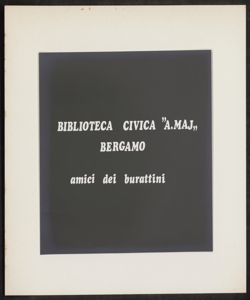 BIBLIOTECA CIVICA "A.MAJ„
BERGAMO
amici dei burattini